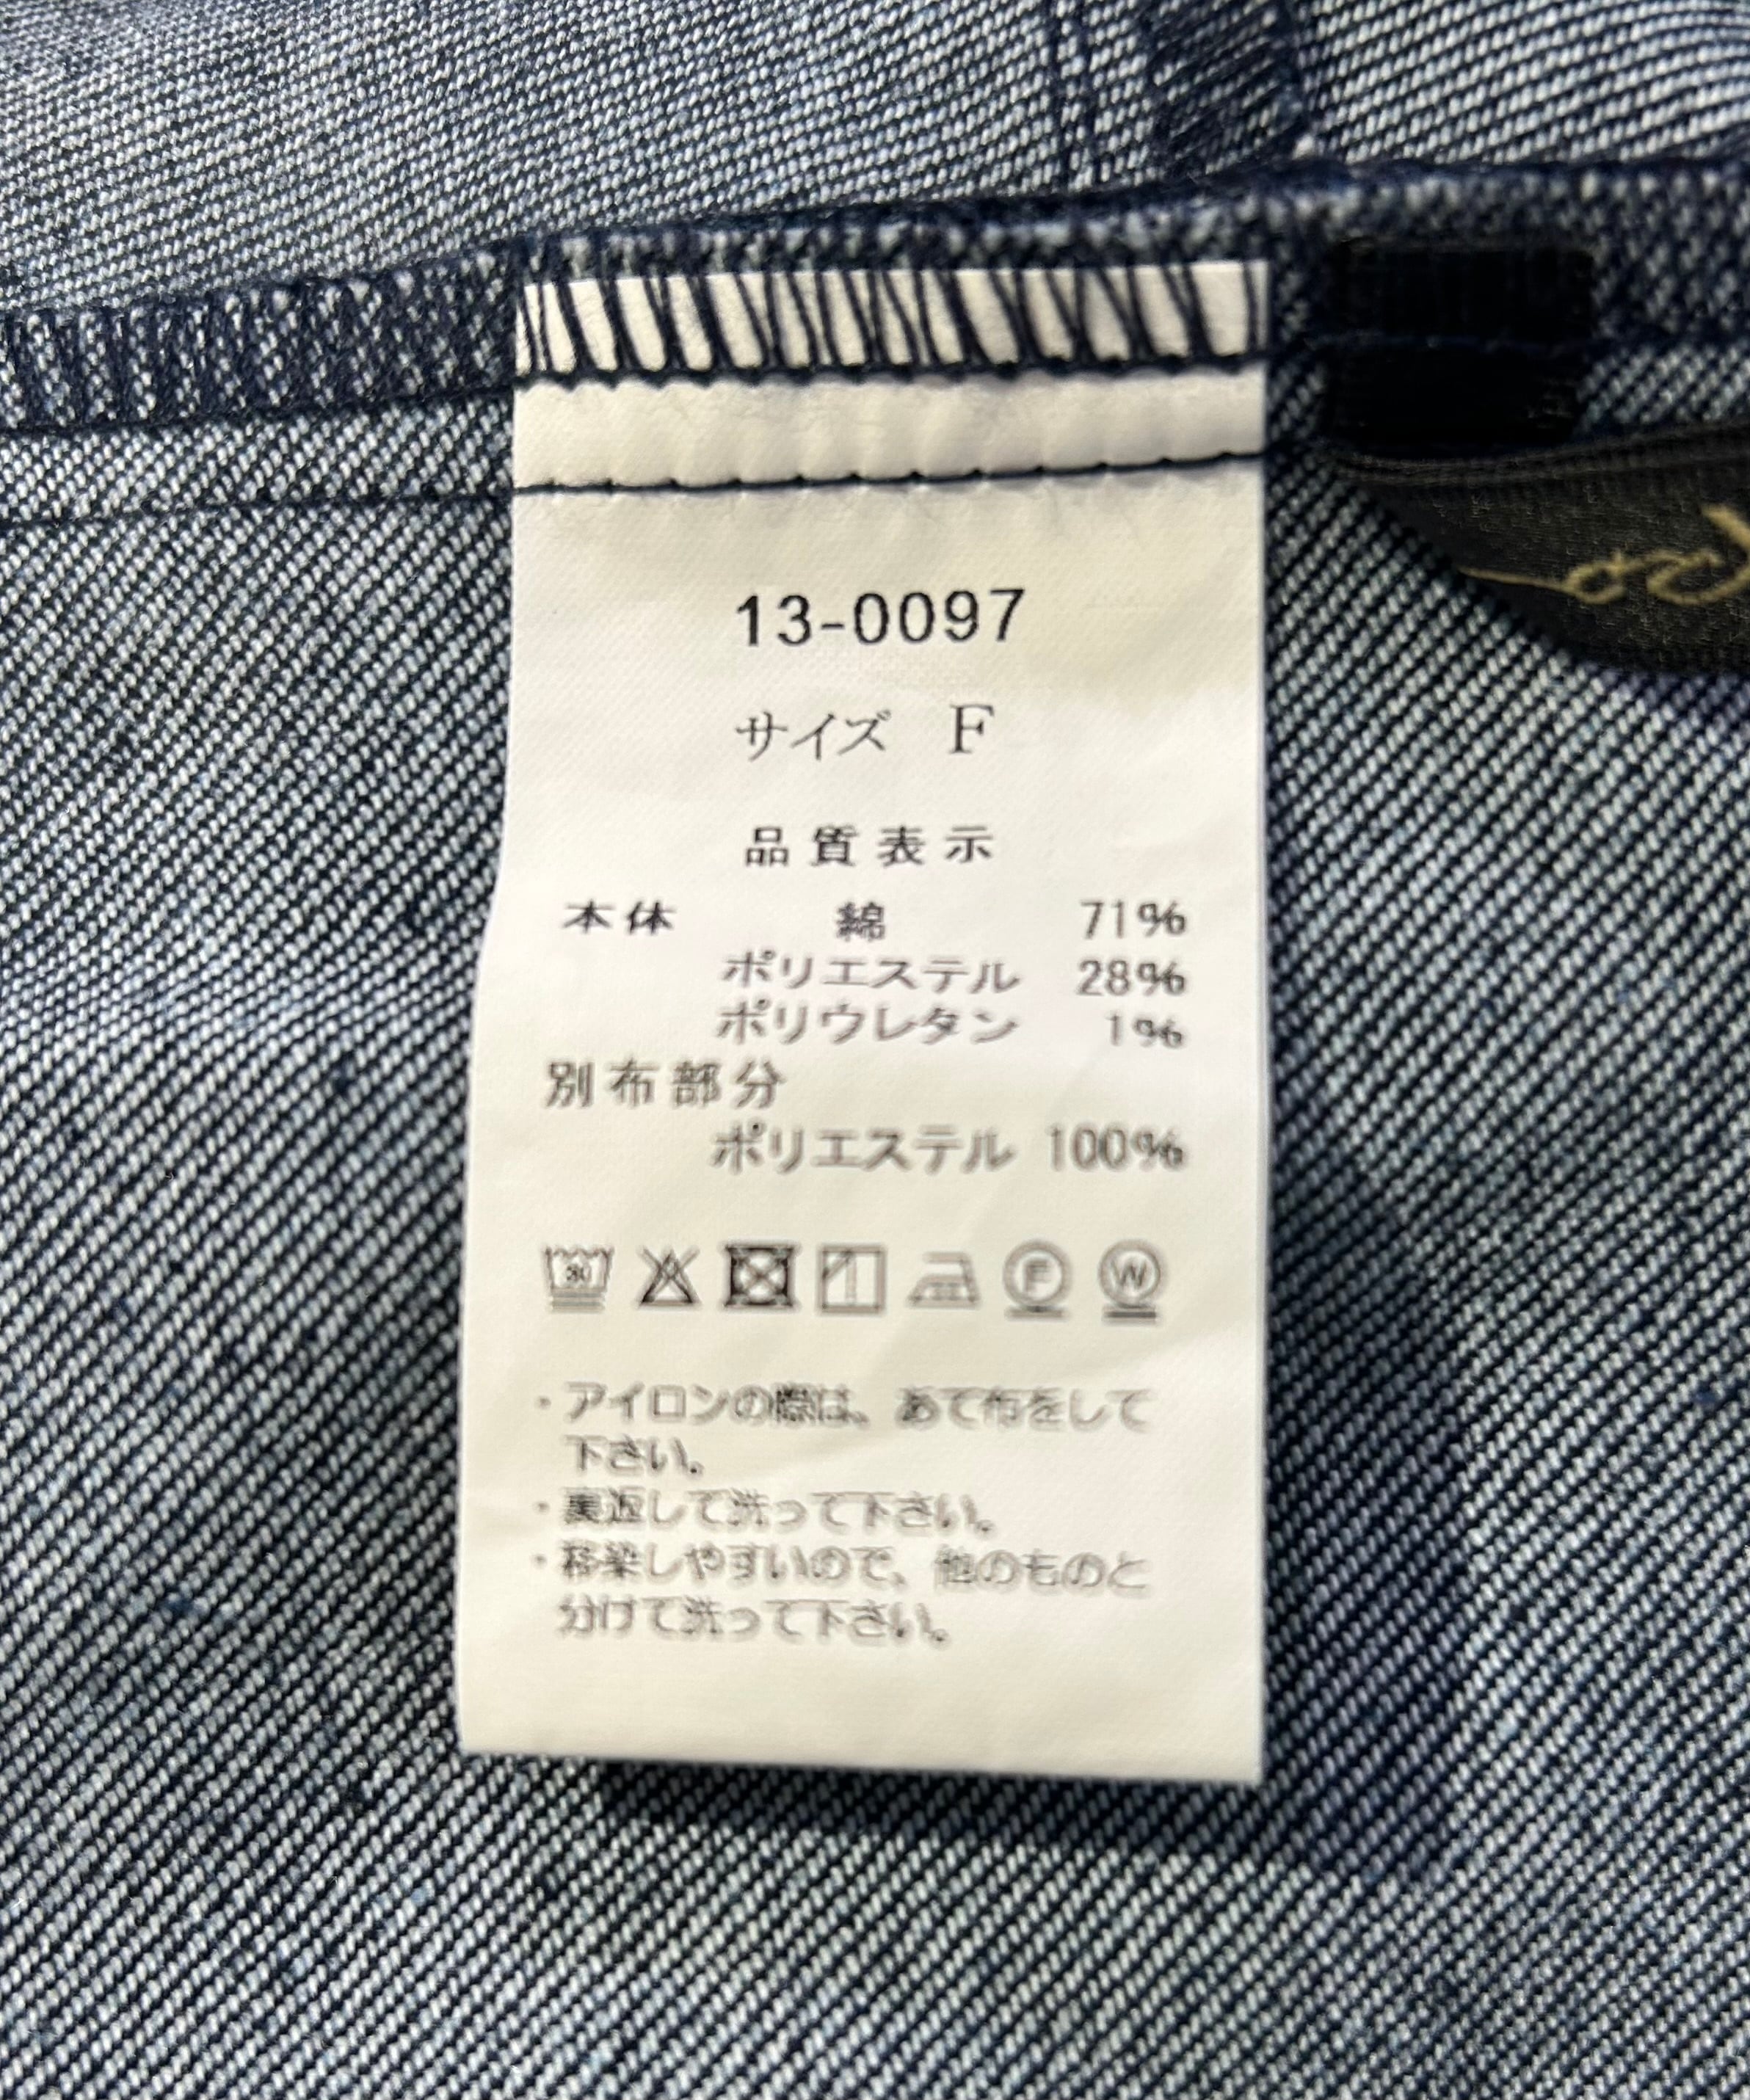 13-0097
サイズ F
品質表示
本体 綿 71%
ポリエステル 28%
ポリウレタン 1%
別布部分
ポリエステル 100%
30 F W
・アイロンの際は、あて布をして
下さい。
・裏返して洗って下さい。
・移染しやすいので、他のものと
分けて洗って下さい。